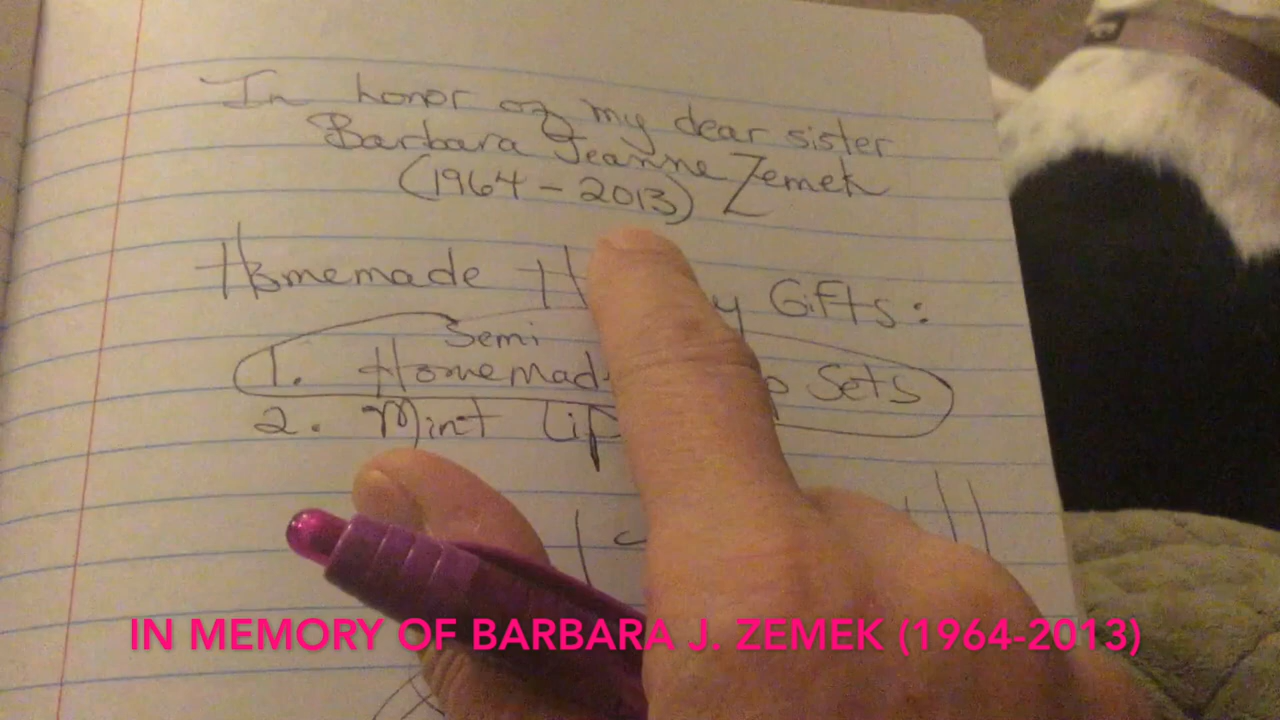 In honor of my dear sister
Barbara Jeanne Zemek
(1964 - 2013)
Homemade Gifts:
Semi
1. Sets
2. Mint
IN MEMORY OF BARBARA J. ZEMEK (1964-2013)